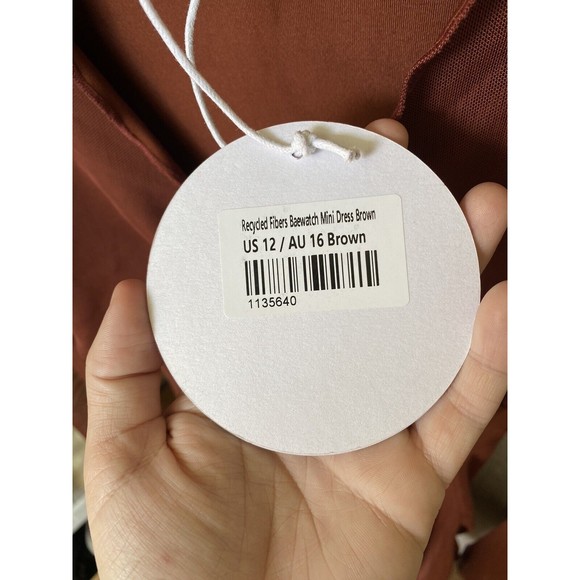 Recycled Fibers Baewatch Mini Dress Brown
US 12 / AU 16 Brown
1135640